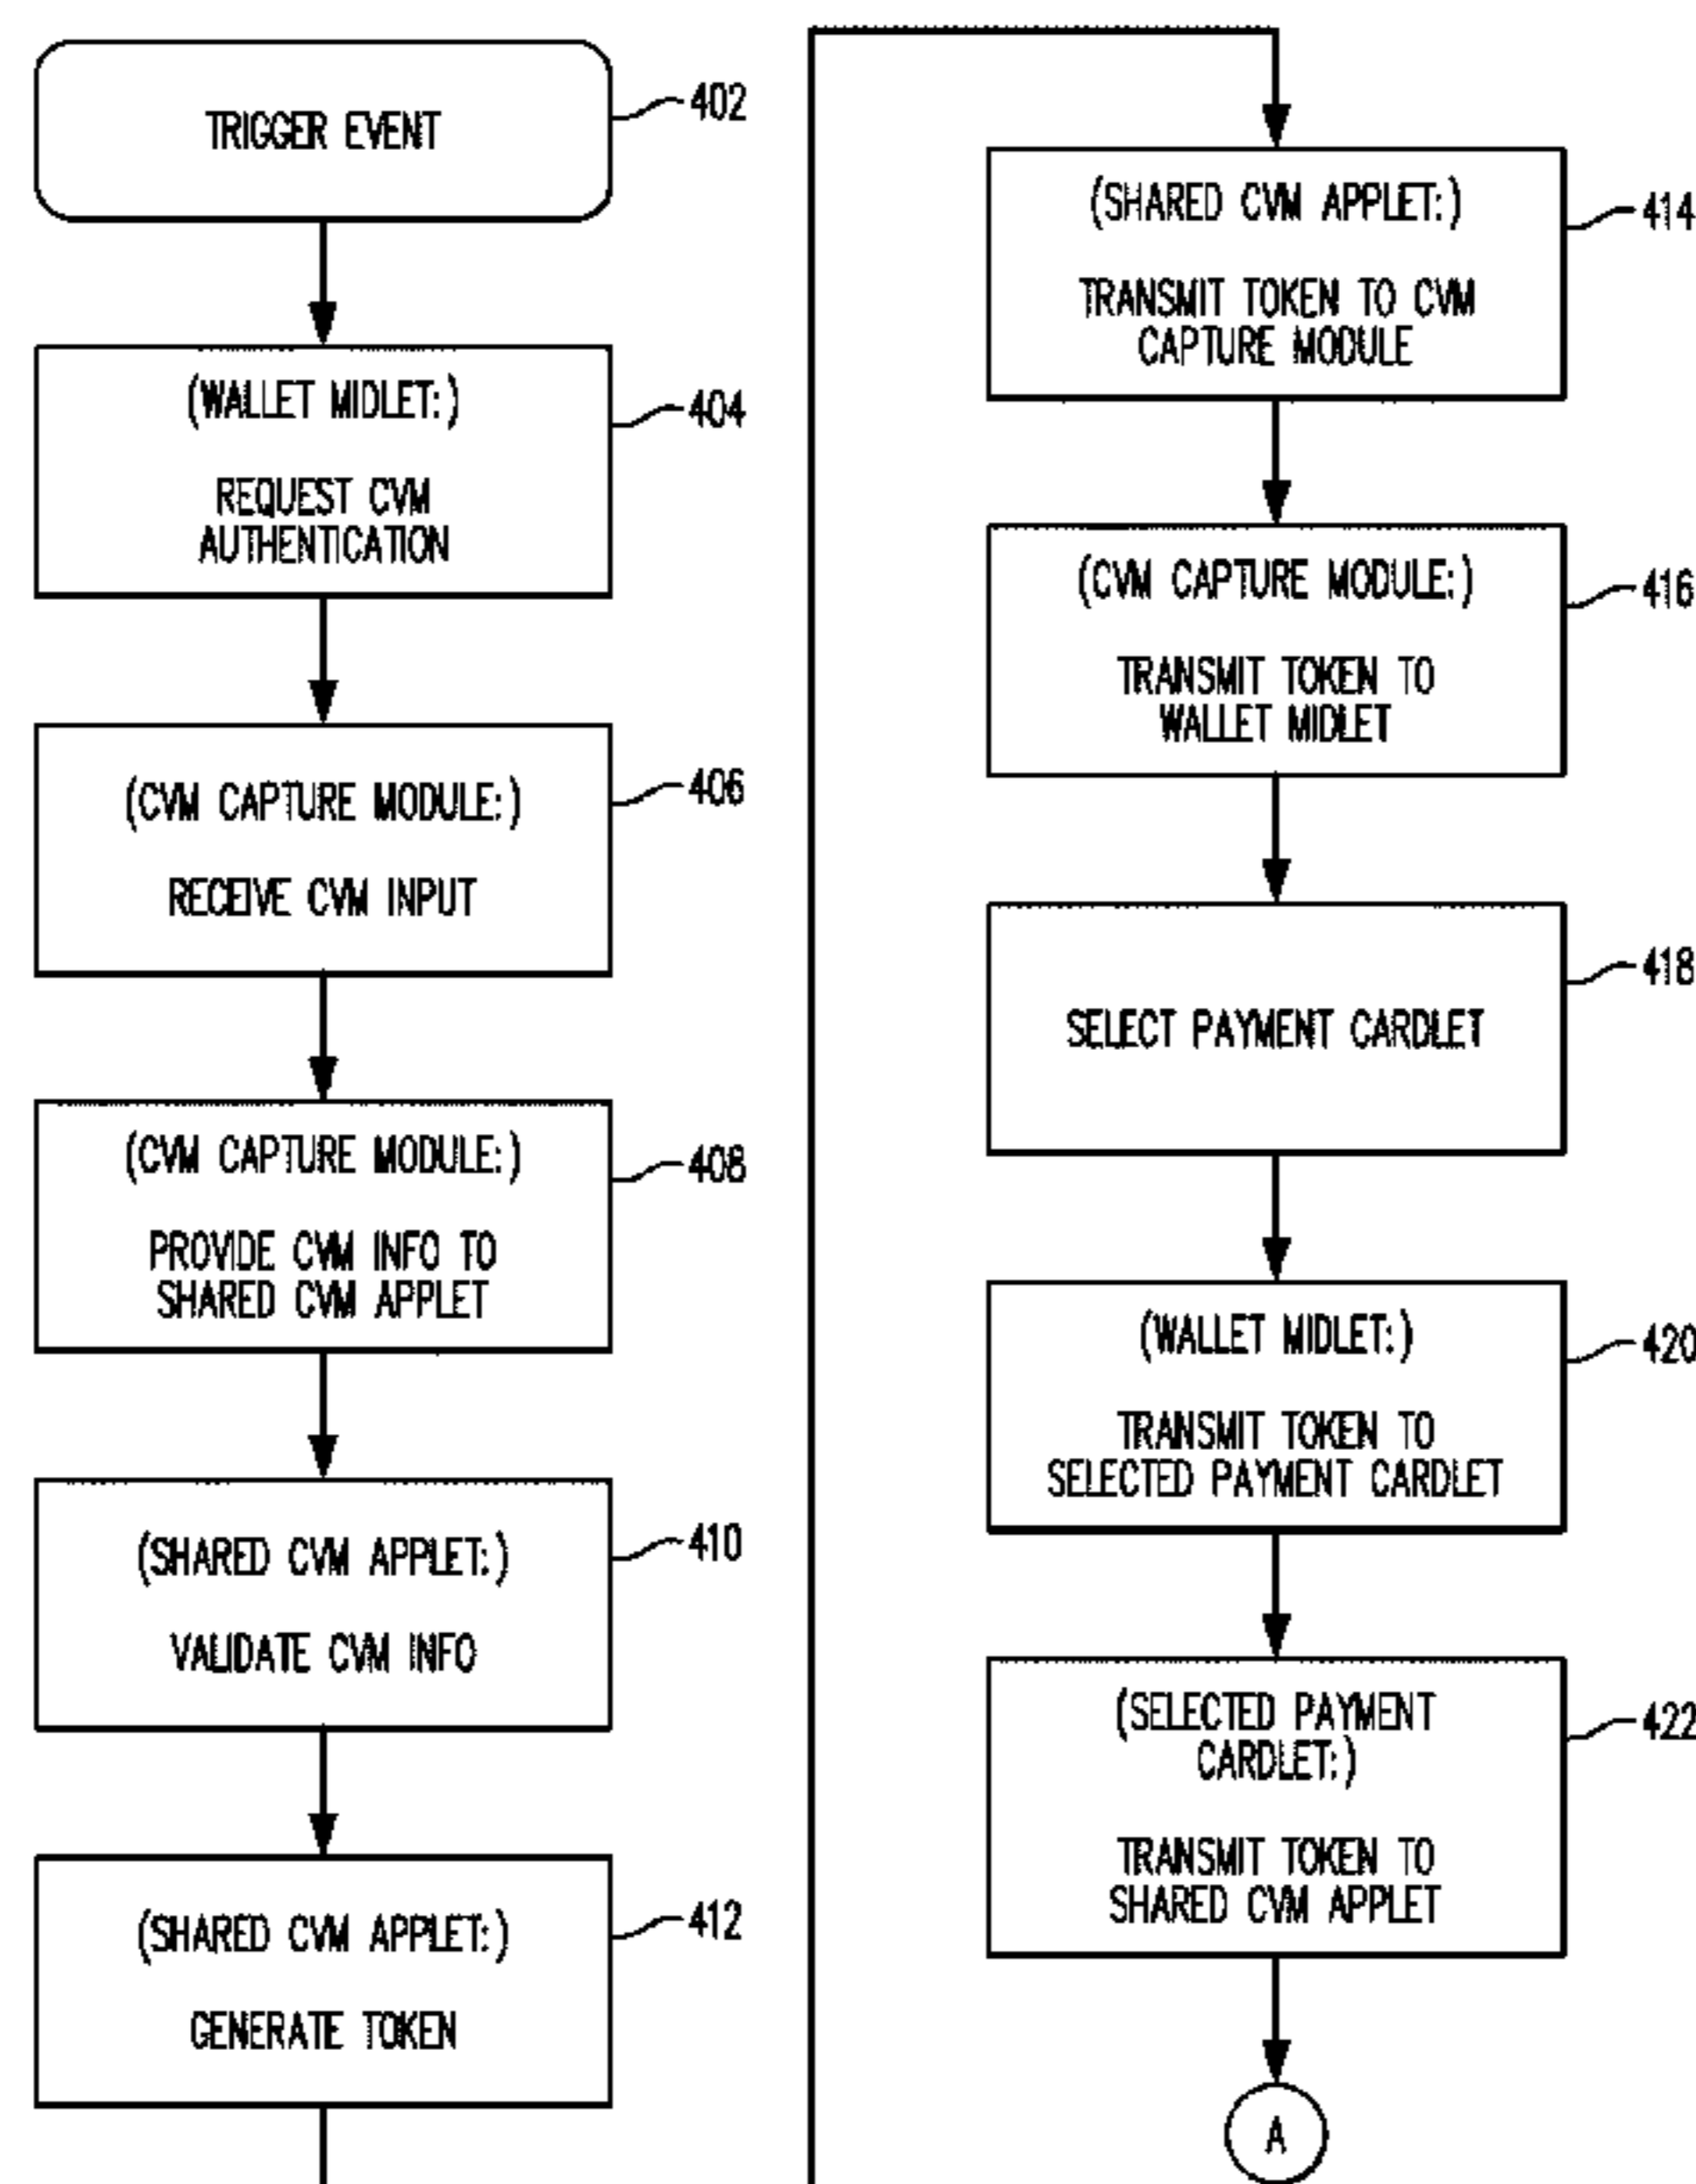 TRIGGER EVENT
402
(WALLET MIDLET:)
REQUEST CVM
AUTHENTICATION
404
(CVM CAPTURE MODULE:)
RECEIVE CVM INPUT
406
(CVM CAPTURE MODULE:)
PROVIDE CVM INFO TO
SHARED CVM APPLET
408
(SHARED CVM APPLET:)
VALIDATE CVM INFO
410
(SHARED CVM APPLET:)
GENERATE TOKEN
412
(SHARED CVM APPLET:)
TRANSMIT TOKEN TO CVM
CAPTURE MODULE
414
(CVM CAPTURE MODULE:)
TRANSMIT TOKEN TO
WALLET MIDLET
416
SELECT PAYMENT CARDLET
418
(WALLET MIDLET:)
TRANSMIT TOKEN TO
SELECTED PAYMENT CARDLET
420
(SELECTED PAYMENT
CARDLET:)
TRANSMIT TOKEN TO
SHARED CVM APPLET
422
A